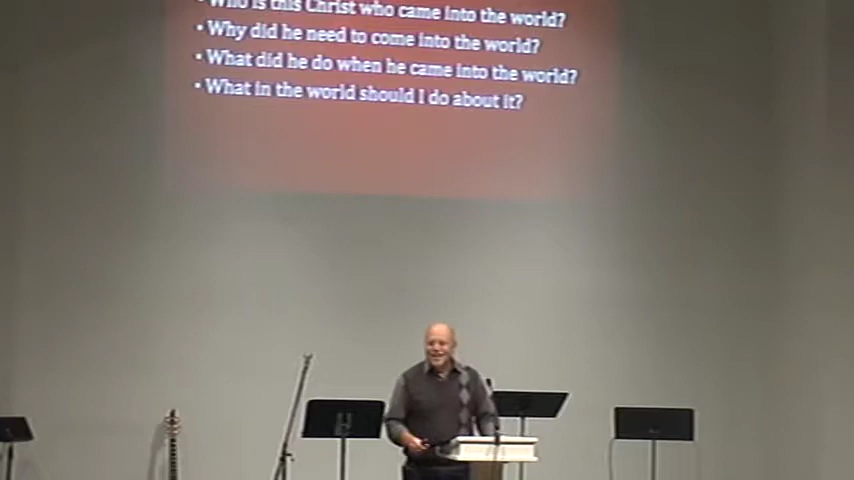 • Who is this Christ who came into the world?
• Why did he need to come into the world?
• What did he do when he came into the world?
• What in the world should I do about it?